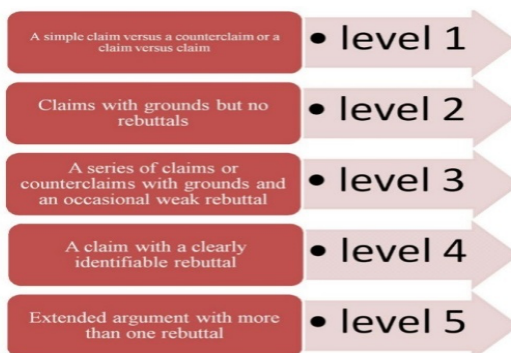 A simple claim versus a counterclaim or a
claim versus claim
• level 1
Claims with grounds but no
rebuttals
• level 2
A series of claims or
counterclaims with grounds and
an occasional weak rebuttal
• level 3
A claim with a clearly
identifiable rebuttal
• level 4
Extended argument with more
than one rebuttal
• level 5